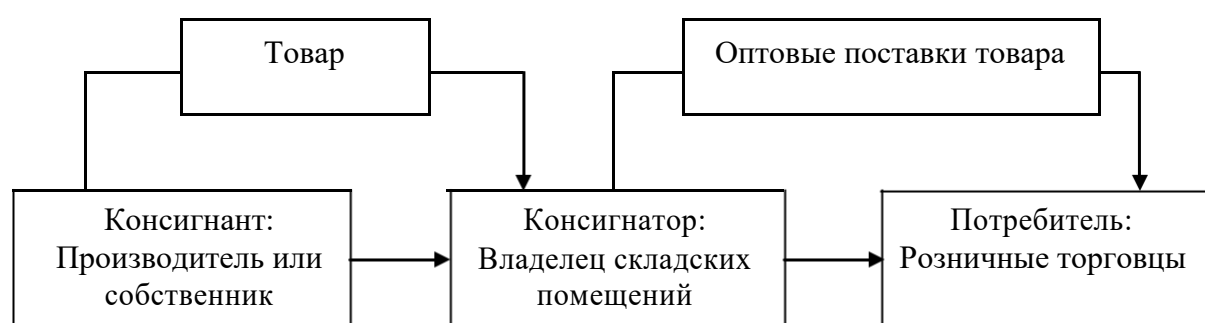 Товар
Оптовые поставки товара
Консигнант:
Производитель или
собственник
Консигнатор:
Владелец складских
помещений
Потребитель:
Розничные торговцы